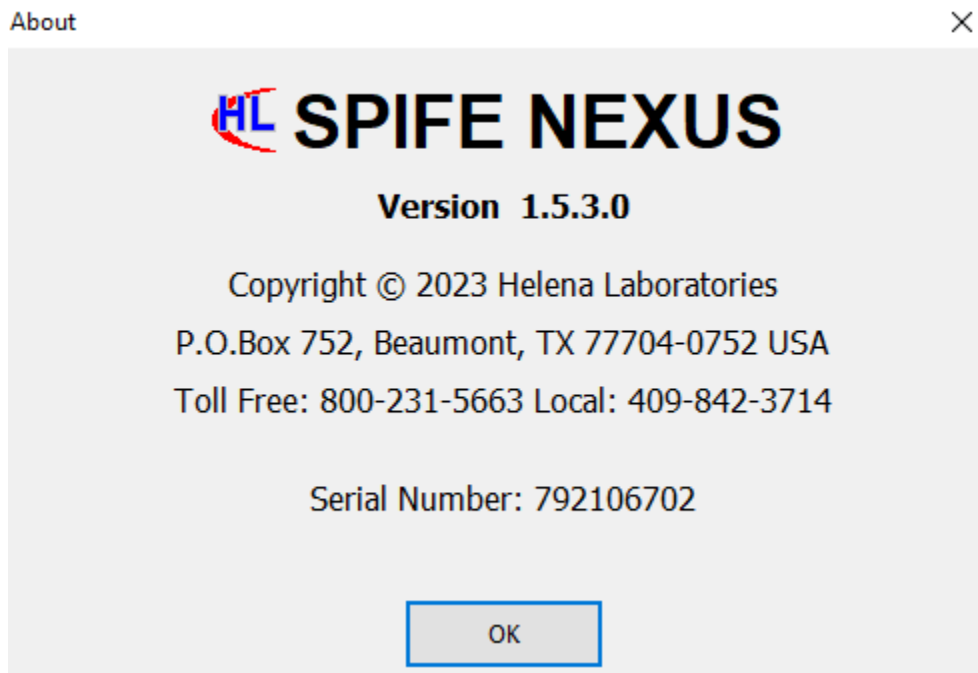 About
HL SPIFE NEXUS
Version 1.5.3.0
Copyright © 2023 Helena Laboratories
P.O.Box 752, Beaumont, TX 77704-0752 USA
Toll Free: 800-231-5663 Local: 409-842-3714
Serial Number: 792106702
OK